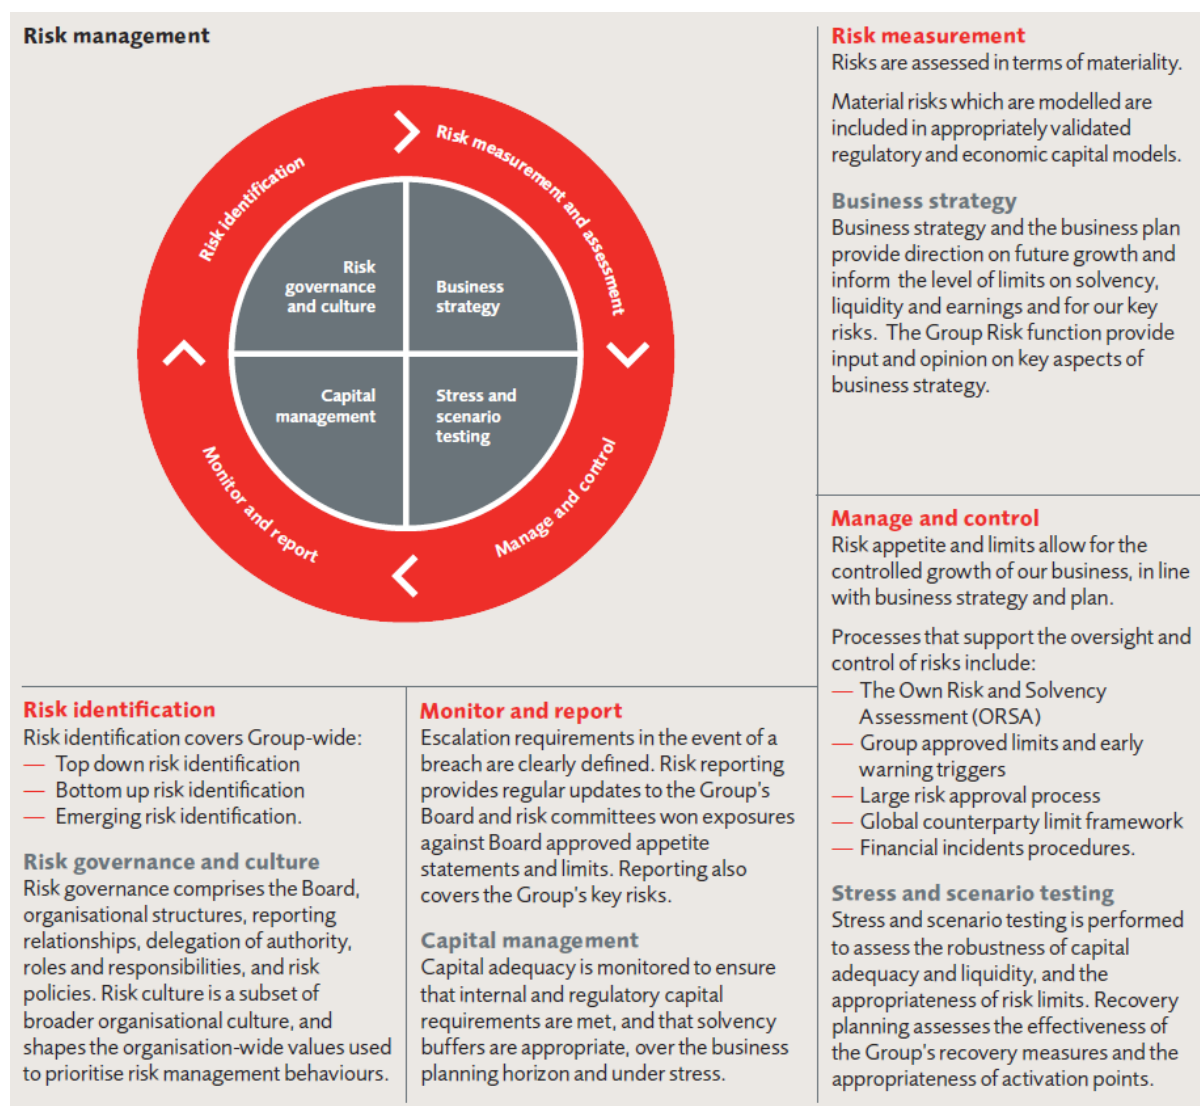 Risk management
Risk identification
Risk measurement and assessment
Manage and control
Monitor and report
Risk
governance
and culture
Business
strategy
Capital
management
Stress and
scenario
testing
Risk measurement
Risks are assessed in terms of materiality.
Material risks which are modelled are
included in appropriately validated
regulatory and economic capital models.
Business strategy
Business strategy and the business plan
provide direction on future growth and
inform the level of limits on solvency,
liquidity and earnings and for our key
risks. The Group Risk function provide
input and opinion on key aspects of
business strategy.
Manage and control
Risk appetite and limits allow for the
controlled growth of our business, in line
with business strategy and plan.
Processes that support the oversight and
control of risks include:
— The Own Risk and Solvency
Assessment (ORSA)
— Group approved limits and early
warning triggers
— Large risk approval process
— Global counterparty limit framework
— Financial incidents procedures.
Stress and scenario testing
Stress and scenario testing is performed
to assess the robustness of capital
adequacy and liquidity, and the
appropriateness of risk limits. Recovery
planning assesses the effectiveness of
the Group's recovery measures and the
appropriateness of activation points.
Risk identification
Risk identification covers Group-wide:
— Top down risk identification
— Bottom up risk identification
— Emerging risk identification.
Risk governance and culture
Risk governance comprises the Board,
organisational structures, reporting
relationships, delegation of authority,
roles and responsibilities, and risk
policies. Risk culture is a subset of
broader organisational culture, and
shapes the organisation-wide values used
to prioritise risk management behaviours.
Monitor and report
Escalation requirements in the event of a
breach are clearly defined. Risk reporting
provides regular updates to the Group's
Board and risk committees won exposures
against Board approved appetite
statements and limits. Reporting also
covers the Group's key risks.
Capital management
Capital adequacy is monitored to ensure
that internal and regulatory capital
requirements are met, and that solvency
buffers are appropriate, over the business
planning horizon and under stress.